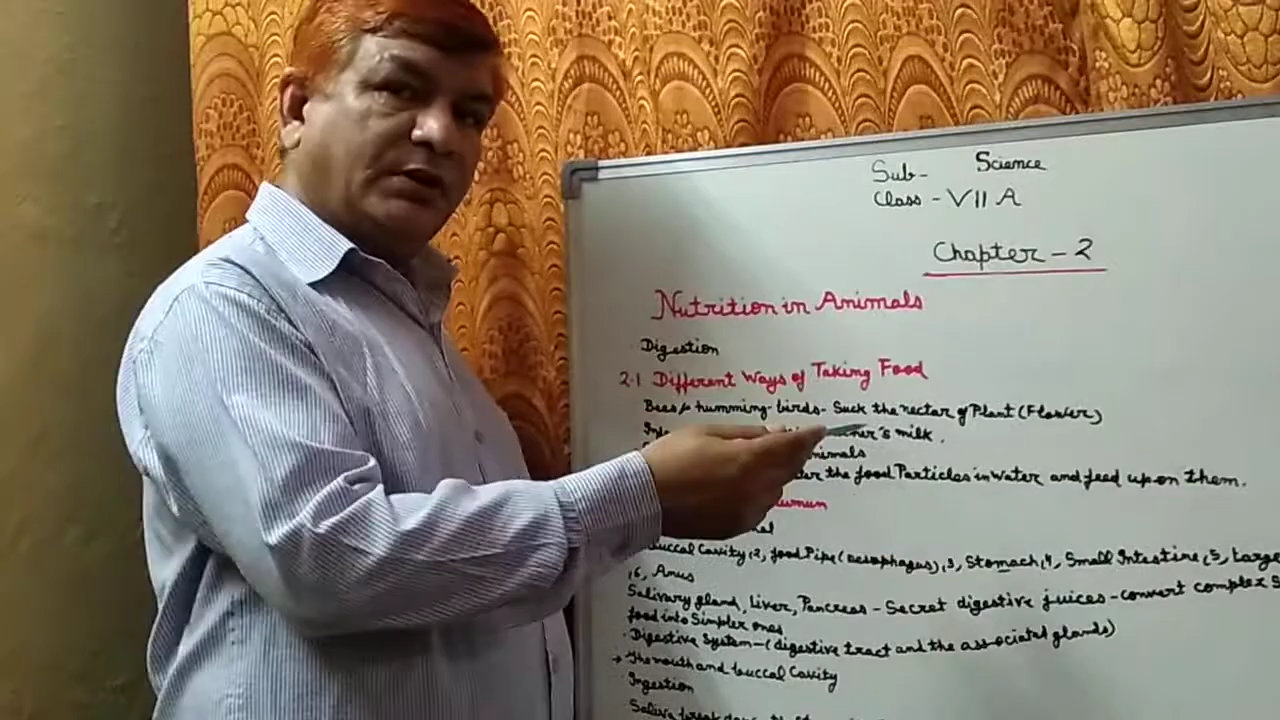 Sub- Science
Class - VII A
Chapter - 2
Nutrition in Animals
Digestion
2.1 Different Ways of Taking Food
Bees humming-birds- Suck the nectar of Plant (Flower)
milk.
the food Particles in water and feed upon them.
Buccal Cavity, 2, food Pipe (oesophagus), 3, Stomach, 4, Small Intestine, 5, Large
, 6, Anus
Salivary gland, Liver, Pancreas - Secret digestive juices - convert complex S
food into Simpler ones
Digestive System - (digestive tract and the associated glands)
→ The mouth and buccal Cavity
Ingestion
Saliva break down